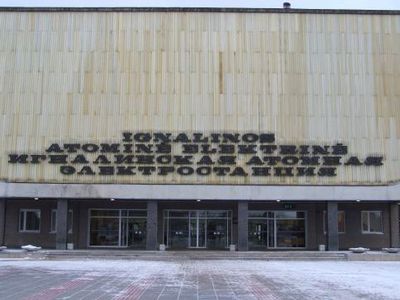 IGNALINOS
ATOMINĖ ELEKTRINĖ
ИГНАЛИНСКАЯ АТОМНАЯ
ЭЛЕКТРОСТАНЦИЯ